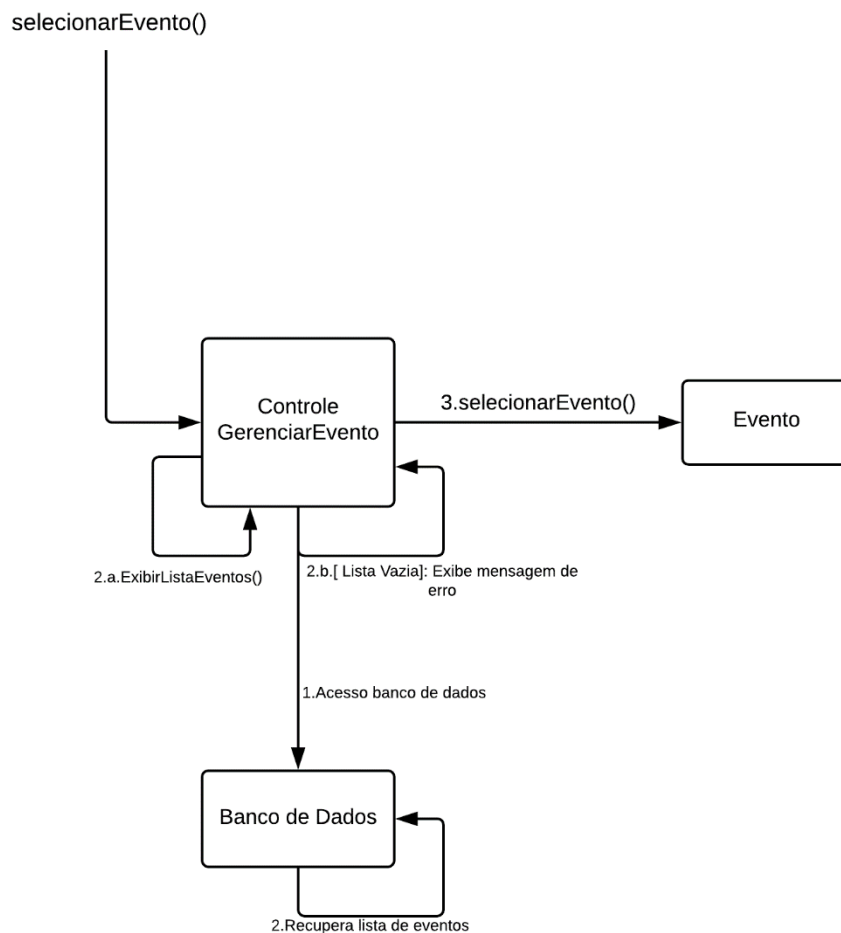 selecionarEvento()
Controle
GerenciarEvento
3.selecionarEvento()
Evento
2.a.ExibirListaEventos()
2.b.[ Lista Vazia]: Exibe mensagem de
erro
1.Acesso banco de dados
Banco de Dados
2.Recupera lista de eventos